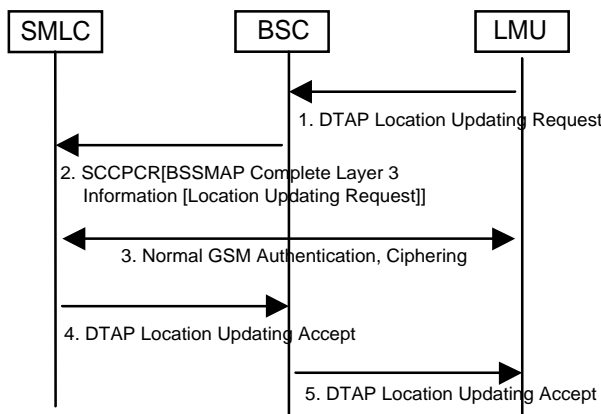 SMLC
BSC
LMU
1. DTAP Location Updating Request
2. SCCPCR[BSSMAP Complete Layer 3
Information [Location Updating Request]]
3. Normal GSM Authentication, Ciphering
4. DTAP Location Updating Accept
5. DTAP Location Updating Accept